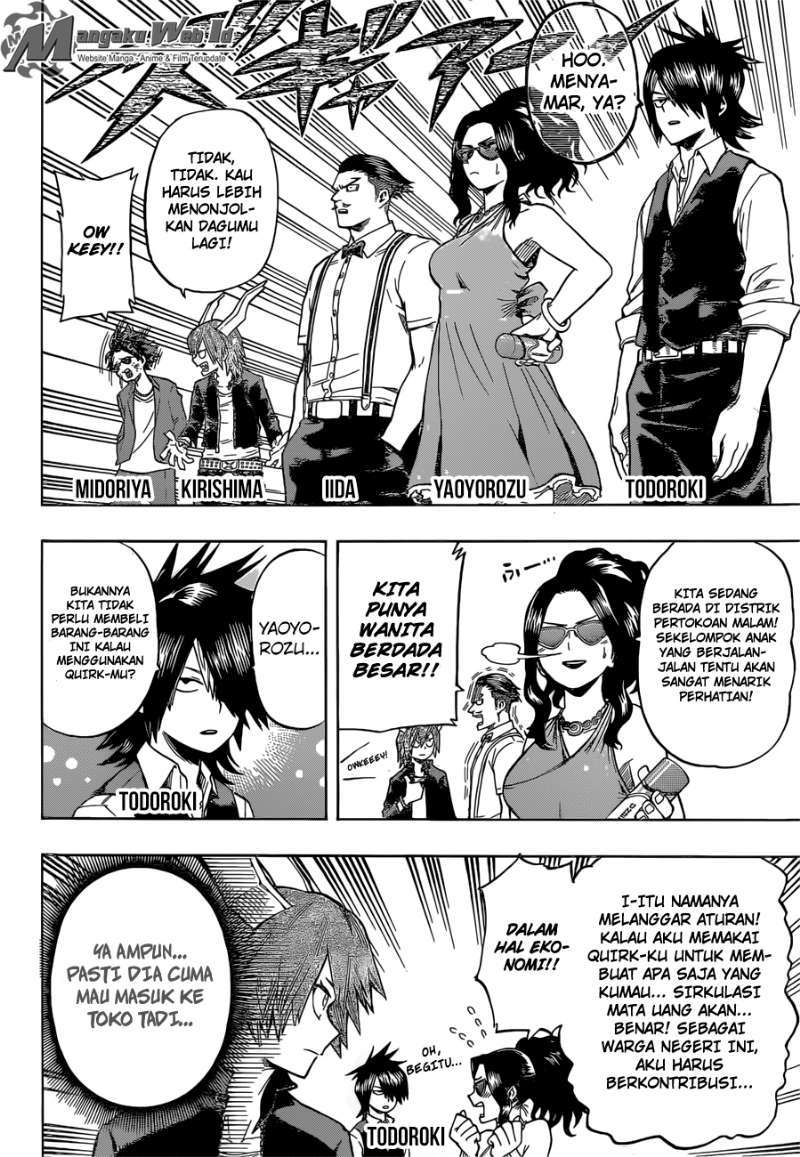 Mangaku Web Id
Website Manga - Anime & Film Terupdate
HOO.
MENYA-
MAR, YA?
TIDAK,
TIDAK. KAU
HARUS LEBIH
MENONJOL-
KAN DAGUMU
LAGI!
OW
KEEY!!
MIDORIYA
KIRISHIMA
IIDA
YAOYOROZU
TODOROKI
KITA SEDANG
BERADA DI DISTRIK
PERTOKOAN MALAM!
SEKELOMPOK ANAK
YANG BERJALAN-
JALAN TENTU AKAN
SANGAT MENARIK
PERHATIAN!
KITA
PUNYA
WANITA
BERDADA
BESAR!!
OWKEEEY!
YAOYO-
ROZU...
BUKANNYA
KITA TIDAK
PERLU MEMBELI
BARANG-BARANG
INI KALAU
MENGGUNAKAN
QUIRK-MU?
TODOROKI
I-ITU NAMANYA
MELANGGAR ATURAN!
KALAU AKU MEMAKAI
QUIRK-KU UNTUK MEM-
BUAT APA SAJA YANG
KUMAU... SIRKULASI
MATA UANG AKAN...
BENAR! SEBAGAI
WARGA NEGERI INI,
AKU HARUS
BERKONTRIBUSI...
DALAM
HAL EKO-
NOMI!!
OH,
BEGITU...
TODOROKI
YA AMPUN...
PASTI DIA CUMA
MAU MASUK KE
TOKO TADI...